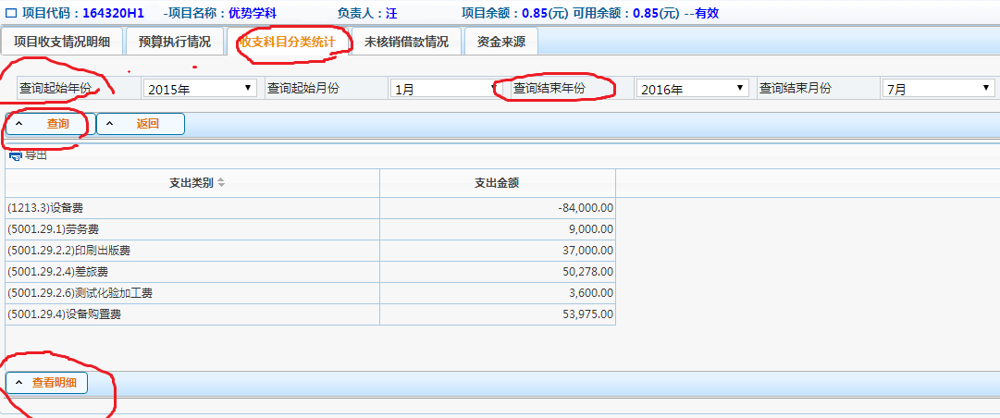 项目代码：164320H1 -项目名称：优势学科 负责人：汪 项目余额：0.85(元) 可用余额：0.85(元) --有效
项目收支情况明细 预算执行情况 收支科目分类统计 未核销借款情况 资金来源
查询起始年份 2015年 查询起始月份 1月 查询结束年份 2016年 查询结束月份 7月
查询 返回
导出
支出类别 支出金额
(1213.3)设备费 -84,000.00
(5001.29.1)劳务费 9,000.00
(5001.29.2.2)印刷出版费 37,000.00
(5001.29.2.4)差旅费 50,278.00
(5001.29.2.6)测试化验加工费 3,600.00
(5001.29.4)设备购置费 53,975.00
查看明细